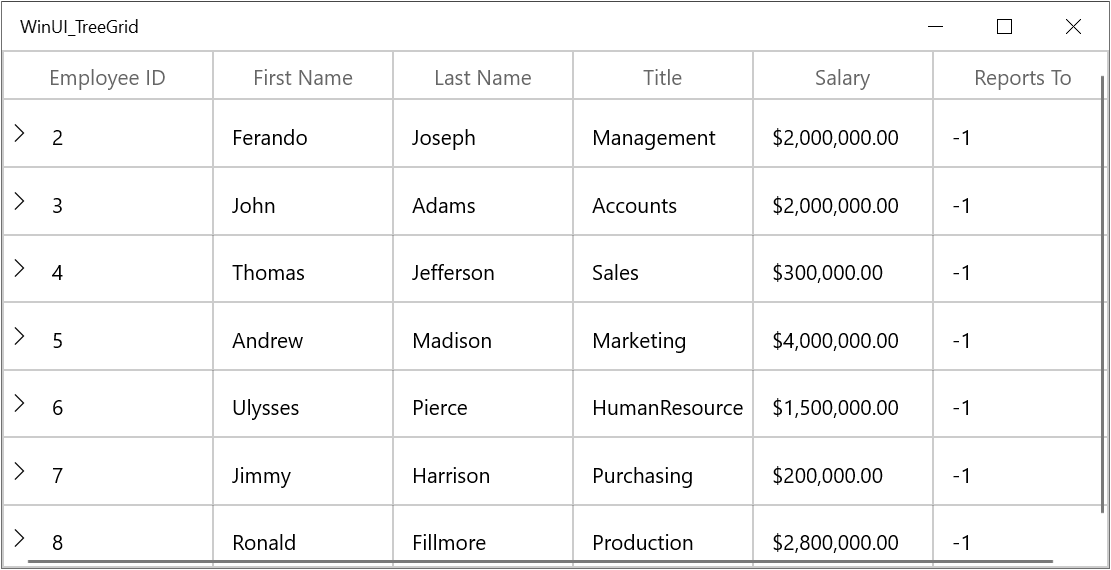 WinUI_TreeGrid
Employee ID First Name Last Name Title Salary Reports To
2 Ferando Joseph Management $2,000,000.00 -1
3 John Adams Accounts $2,000,000.00 -1
4 Thomas Jefferson Sales $300,000.00 -1
5 Andrew Madison Marketing $4,000,000.00 -1
6 Ulysses Pierce HumanResource $1,500,000.00 -1
7 Jimmy Harrison Purchasing $200,000.00 -1
8 Ronald Fillmore Production $2,800,000.00 -1